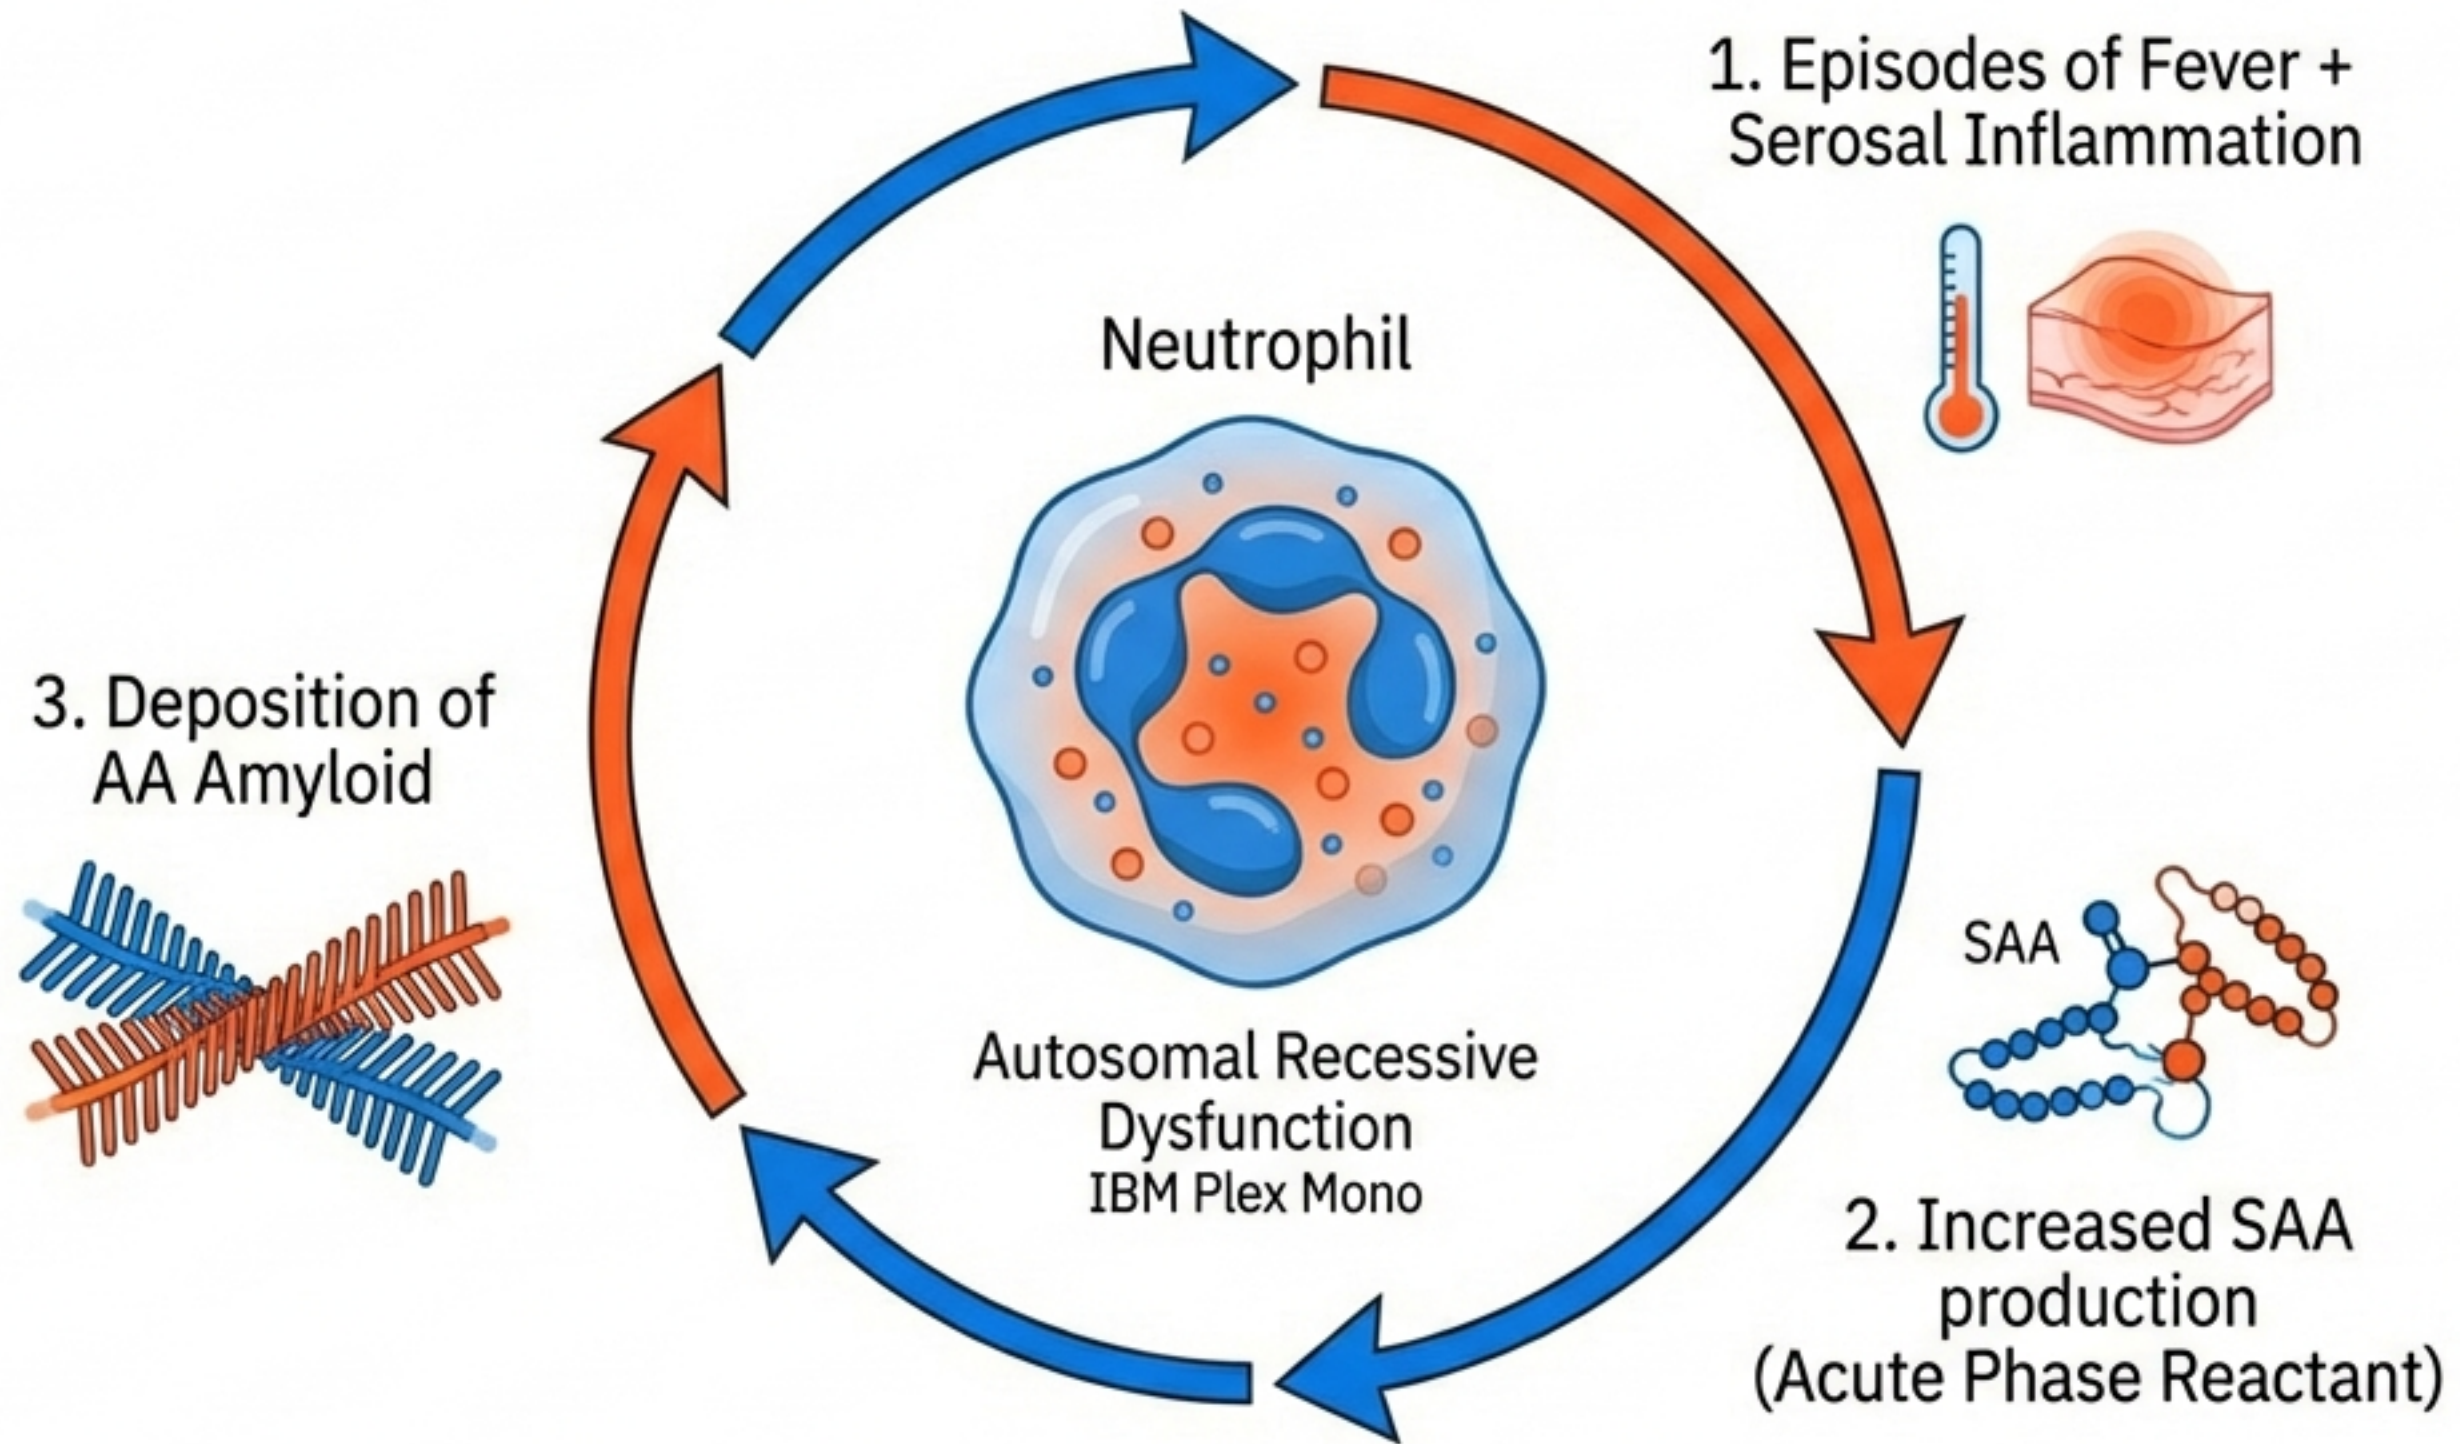 1. Episodes of Fever +
Serosal Inflammation
Neutrophil
3. Deposition of
AA Amyloid
SAA
Autosomal Recessive
Dysfunction
IBM Plex Mono
2. Increased SAA
production
(Acute Phase Reactant)